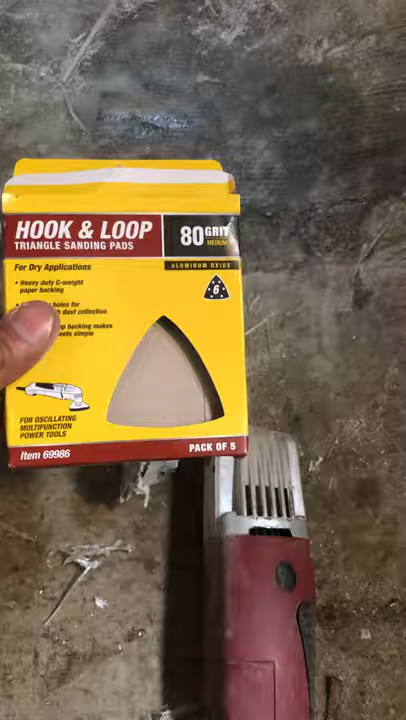 HOOK & LOOP
TRIANGLE SANDING PADS
80 GRIT
MEDIUM
ALUMINUM OXIDE
For Dry Applications
• Heavy duty C-weight
paper backing
holes for
dust collection
backing makes
simple
6
FOR OSCILLATING
MULTIFUNCTION
POWER TOOLS
Item 69986
PACK OF 5